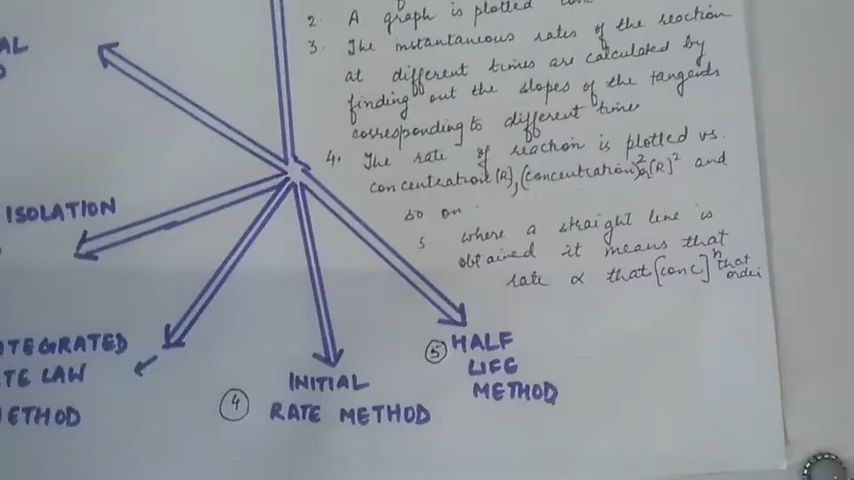 2. A graph is plotted
3. The instantaneous rates of the reaction
at different times are calculated by
finding out the slopes of the tangents
corresponding to different times
4. The rate of reaction is plotted vs.
concentration [R], (concentration)² [R]² and
so on.
5. where a straight line is
obtained it means that
rate ∝ that [conc]ⁿ that
order
AL
ISOLATION
TEGRATED
TE LAW
METHOD
④ INITIAL
RATE METHOD
⑤ HALF
LIFE
METHOD